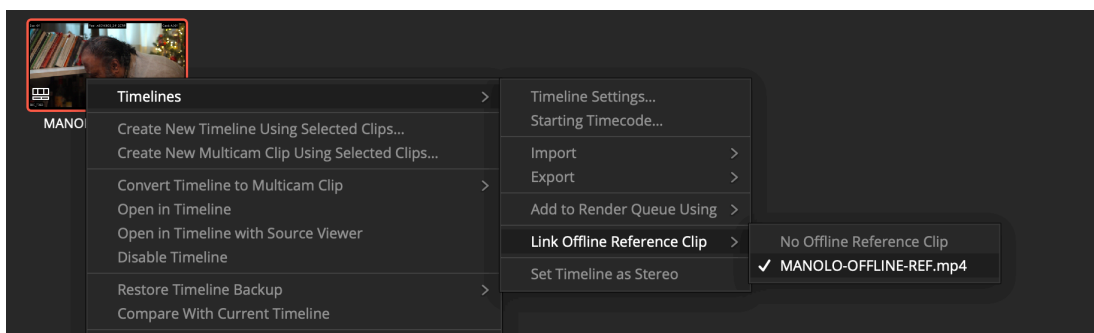 MANO
Timelines
Create New Timeline Using Selected Clips...
Create New Multicam Clip Using Selected Clips...
Convert Timeline to Multicam Clip
Open in Timeline
Open in Timeline with Source Viewer
Disable Timeline
Restore Timeline Backup
Compare With Current Timeline
Timeline Settings...
Starting Timecode...
Import
Export
Add to Render Queue Using
Link Offline Reference Clip
Set Timeline as Stereo
No Offline Reference Clip
MANOLO-OFFLINE-REF.mp4